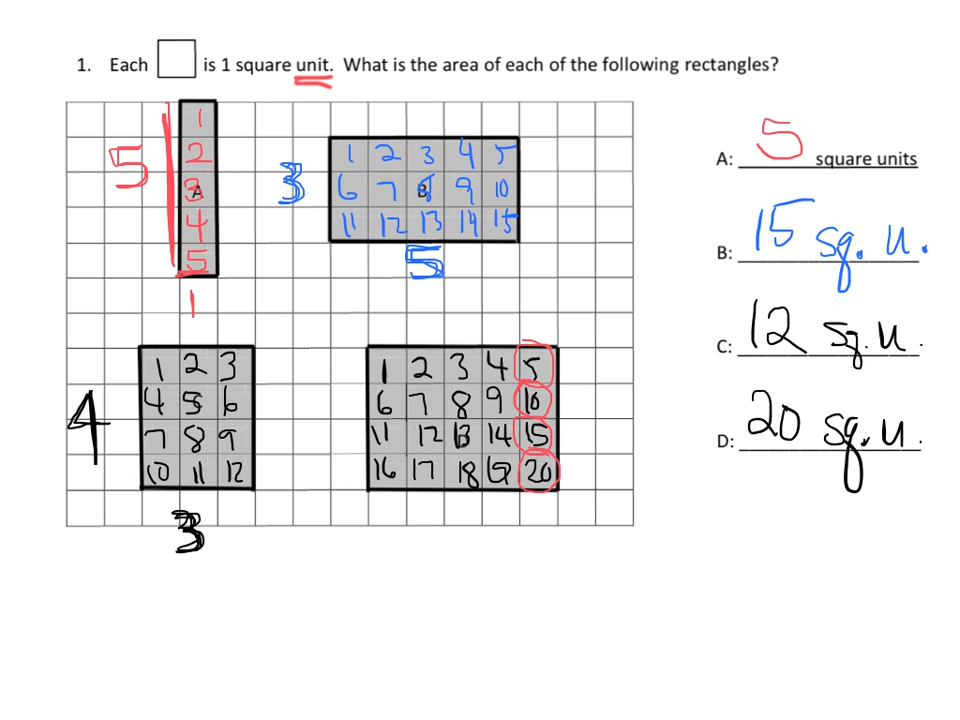 1. Each is 1 square unit. What is the area of each of the following rectangles?
1
2
3 A
4
5
5
1
1 2 3 4 5
6 7 8 9 10
11 12 13 14 15
3
5
1 2 3
4 5 6
7 8 9
10 11 12
4
3
1 2 3 4 5
6 7 8 9 10
11 12 13 14 15
16 17 18 19 20
A: 5 square units
B: 15 sq. u.
C: 12 sq. u.
D: 20 sq. u.